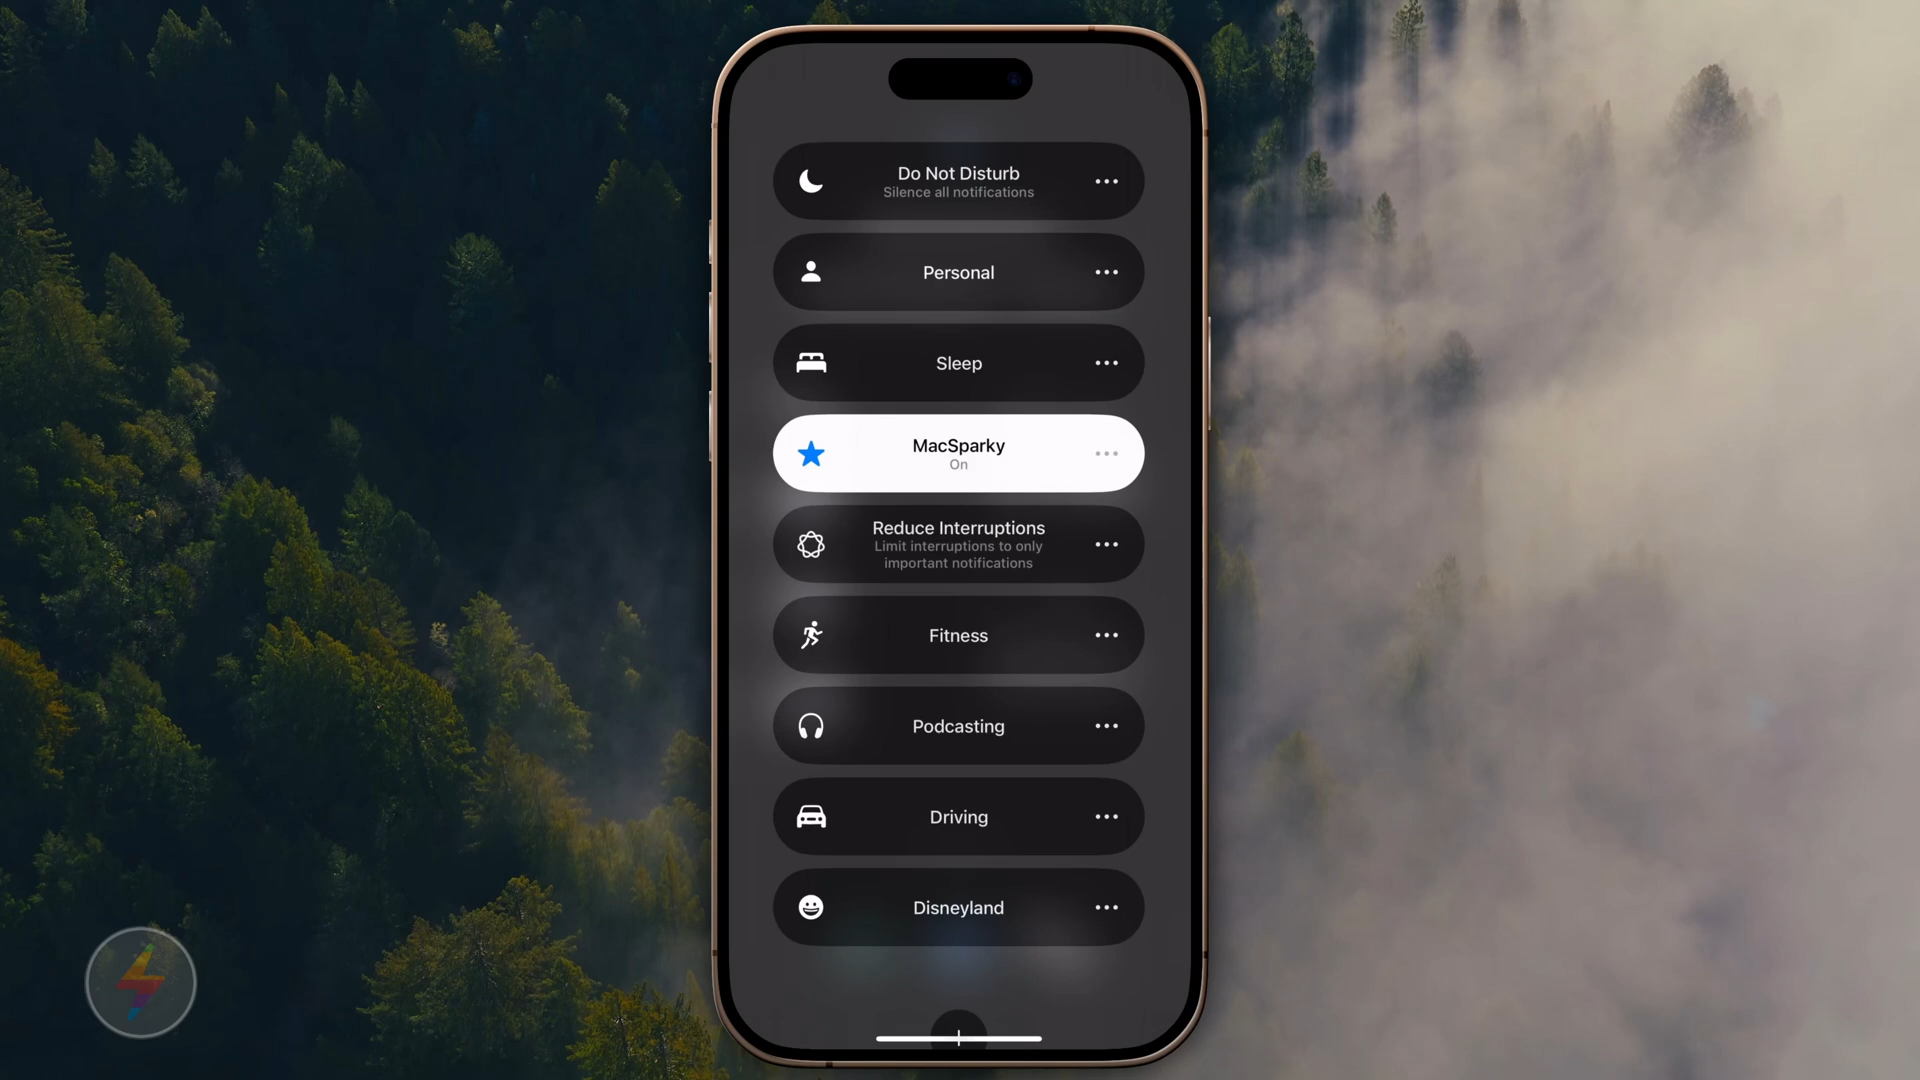 Do Not Disturb
Silence all notifications
Personal
Sleep
MacSparky
On
Reduce Interruptions
Limit interruptions to only
important notifications
Fitness
Podcasting
Driving
Disneyland